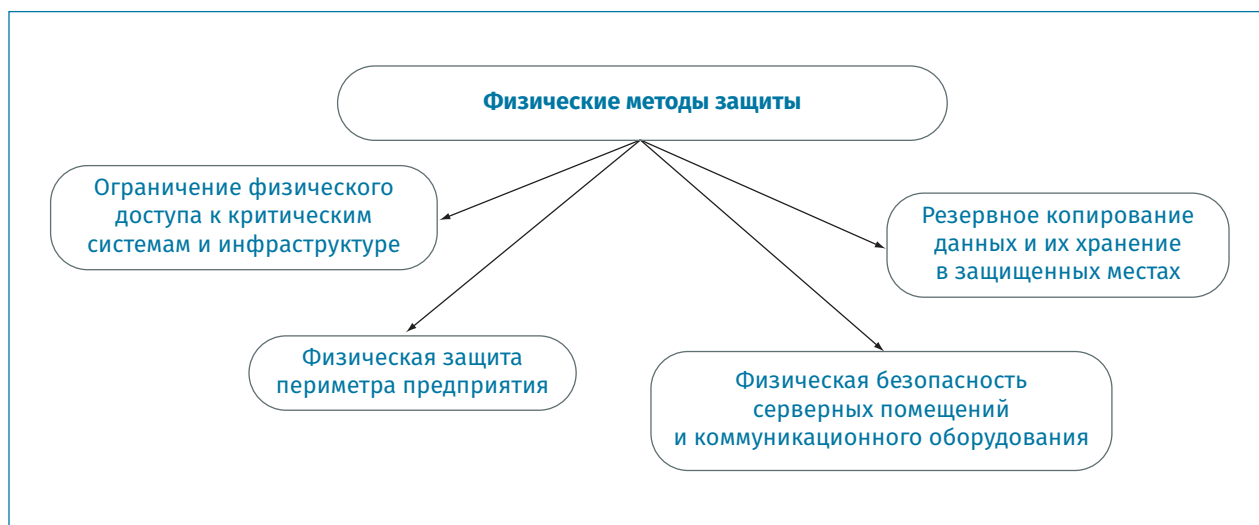 Физические методы защиты
Ограничение физического
доступа к критическим
системам и инфраструктуре
Резервное копирование
данных и их хранение
в защищенных местах
Физическая защита
периметра предприятия
Физическая безопасность
серверных помещений
и коммуникационного оборудования